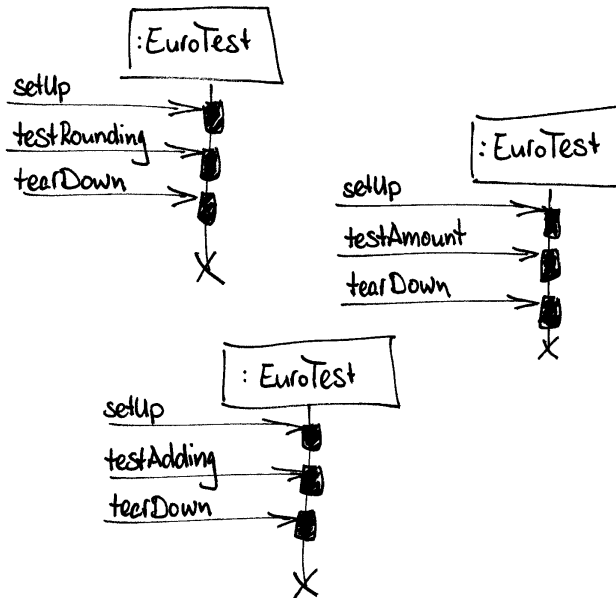 :EuroTest
setUp
testRounding
tearDown
:EuroTest
setUp
testAmount
tearDown
: EuroTest
setUp
testAdding
tearDown